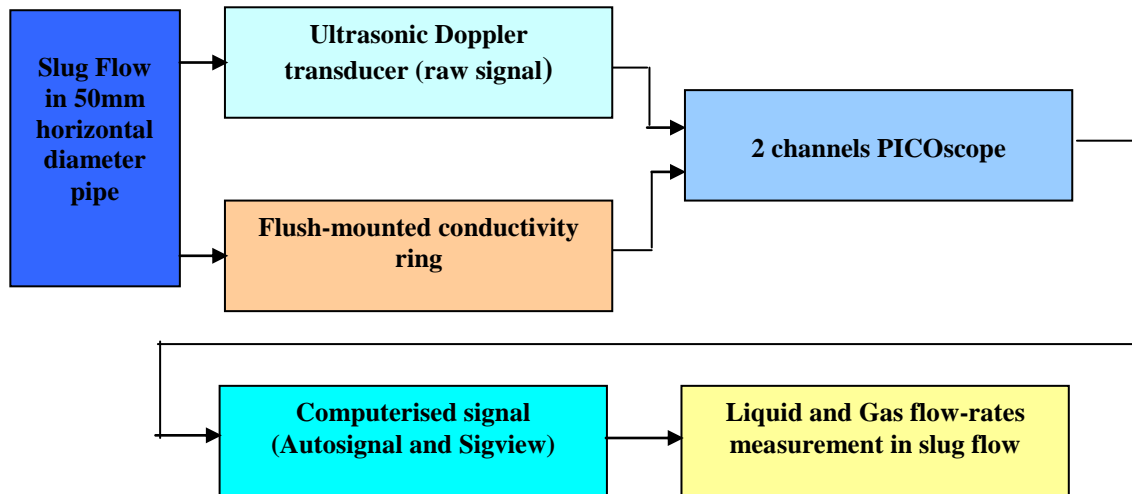 Slug Flow
in 50mm
horizontal
diameter
pipe
Ultrasonic Doppler
transducer (raw signal)
Flush-mounted conductivity
ring
2 channels PICOscope
Computerised signal
(Autosignal and Sigview)
Liquid and Gas flow-rates
measurement in slug flow